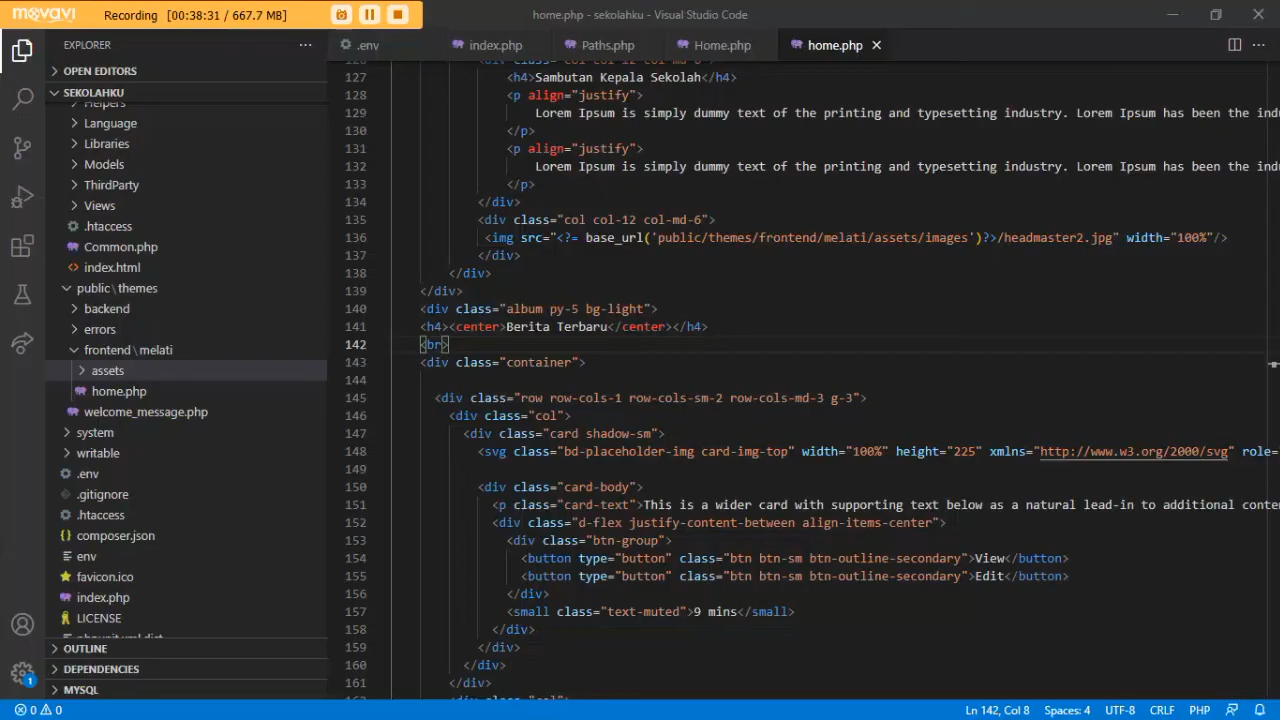 movavi Recording [00:38:31 / 667.7 MB]
home.php - sekolahku - Visual Studio Code
EXPLORER
.env index.php Paths.php Home.php home.php
OPEN EDITORS
SEKOLAHKU
Helpers
Language
Libraries
Models
ThirdParty
Views
.htaccess
Common.php
index.html
public\themes
backend
errors
frontend\melati
assets
home.php
welcome_message.php
system
writable
.env
.gitignore
.htaccess
composer.json
env
favicon.ico
index.php
LICENSE
phpunit.xml.dist
OUTLINE
DEPENDENCIES
MYSQL
126 <div class="col col-12 col-md-6">
127 <h4>Sambutan Kepala Sekolah</h4>
128 <p align="justify">
129 Lorem Ipsum is simply dummy text of the printing and typesetting industry. Lorem Ipsum has been the
130 </p>
131 <p align="justify">
132 Lorem Ipsum is simply dummy text of the printing and typesetting industry. Lorem Ipsum has been the
133 </p>
134 </div>
135 <div class="col col-12 col-md-6">
136 <img src="<?= base_url('public/themes/frontend/melati/assets/images')?>/headmaster2.jpg" width="100%"/>
137 </div>
138 </div>
139 </div>
140 <div class="album py-5 bg-light">
141 <h4><center>Berita Terbaru</center></h4>
142 <br>
143 <div class="container">
144
145 <div class="row row-cols-1 row-cols-sm-2 row-cols-md-3 g-3">
146 <div class="col">
147 <div class="card shadow-sm">
148 <svg class="bd-placeholder-img card-img-top" width="100%" height="225" xmlns="http://www.w3.org/2000/svg" role=
149
150 <div class="card-body">
151 <p class="card-text">This is a wider card with supporting text below as a natural lead-in to additional conte
152 <div class="d-flex justify-content-between align-items-center">
153 <div class="btn-group">
154 <button type="button" class="btn btn-sm btn-outline-secondary">View</button>
155 <button type="button" class="btn btn-sm btn-outline-secondary">Edit</button>
156 </div>
157 <small class="text-muted">9 mins</small>
158 </div>
159 </div>
160 </div>
161 </div>
1
0 0 Ln 142, Col 8 Spaces: 4 UTF-8 CRLF PHP